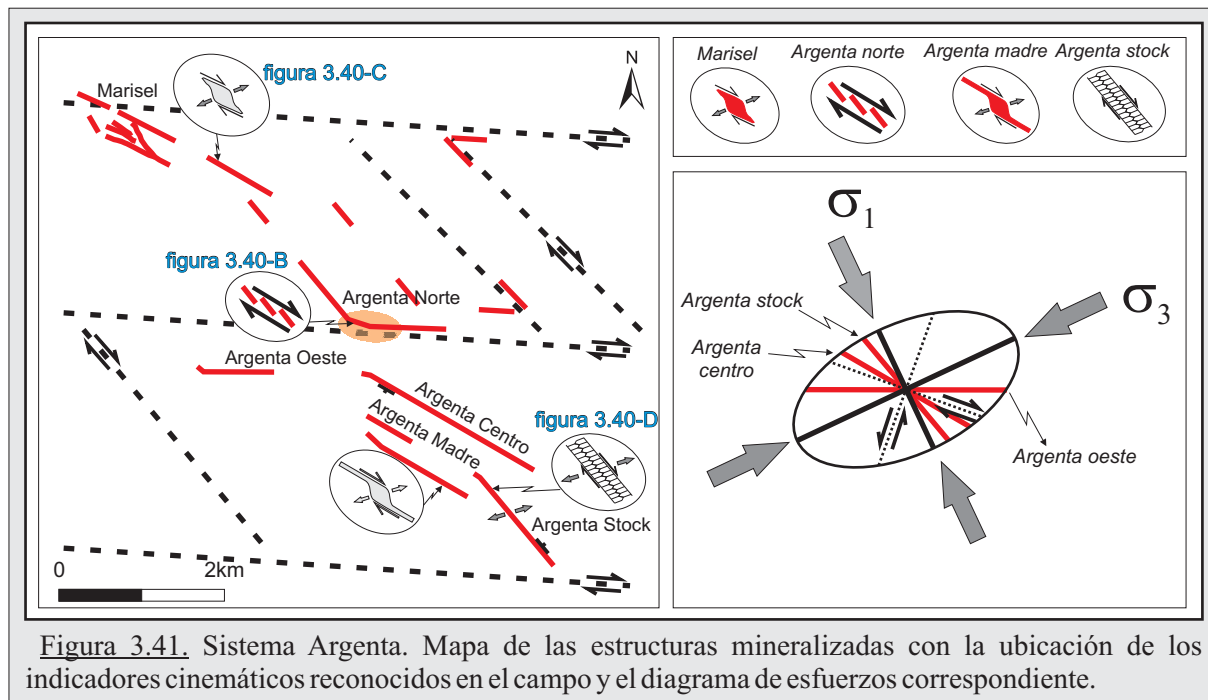 Marisel
figura 3.40-C
N
figura 3.40-B
Argenta Norte
Argenta Oeste
Argenta Centro
Argenta Madre
figura 3.40-D
Argenta Stock
0
2km
Marisel
Argenta norte
Argenta madre
Argenta stock
σ1
σ3
Argenta stock
Argenta
centro
Argenta oeste
Figura 3.41. Sistema Argenta. Mapa de las estructuras mineralizadas con la ubicación de los
indicadores cinemáticos reconocidos en el campo y el diagrama de esfuerzos correspondiente.